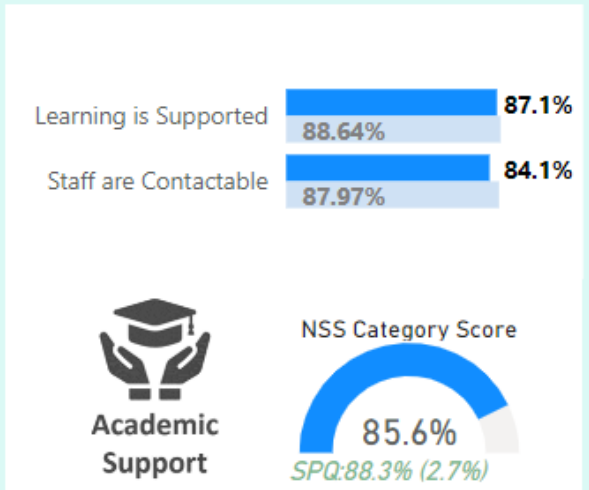 Learning is Supported
87.1%
88.64%
Staff are Contactable
84.1%
87.97%
Academic
Support
NSS Category Score
85.6%
SPQ:88.3% (2.7%)